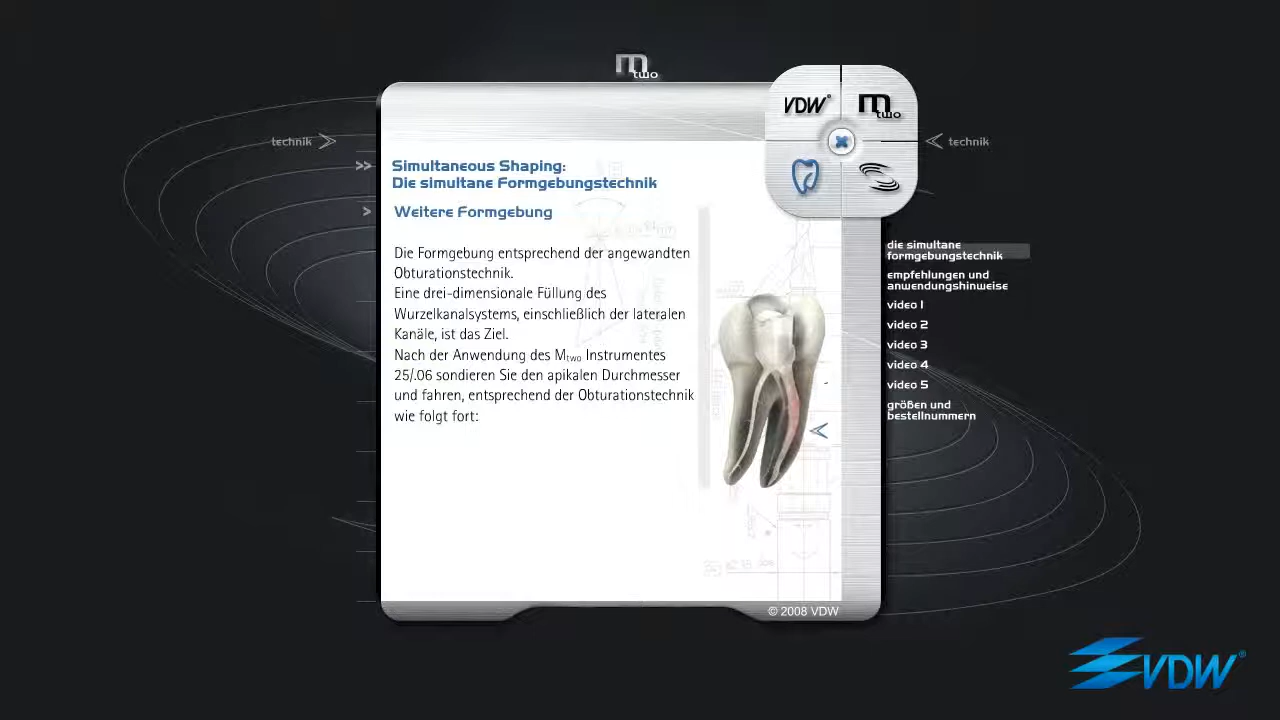 m
two
VDW®
m
two
technik
technik
Simultaneous Shaping:
Die simultane Formgebungstechnik
Weitere Formgebung
Die Formgebung entsprechend der angewandten
Obturationstechnik.
Eine drei-dimensionale Füllung des
Wurzelkanalsystems, einschließlich der lateralen
Kanäle, ist das Ziel.
Nach der Anwendung des Mtwo Instrumentes
25/.06 sondieren Sie den apikalen Durchmesser
und fahren, entsprechend der Obturationstechnik
wie folgt fort:
die simultane
formgebungstechnik
empfehlungen und
anwendungshinweise
video 1
video 2
video 3
video 4
video 5
größen und
bestellnummern
© 2008 VDW
VDW®